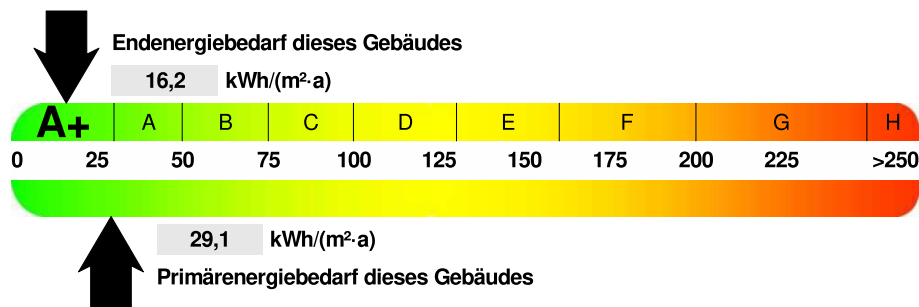 Endenergiebedarf dieses Gebäudes
16,2 kWh/(m²·a)
A+ A B C D E F G H
0 25 50 75 100 125 150 175 200 225 >250
29,1 kWh/(m²·a)
Primärenergiebedarf dieses Gebäudes